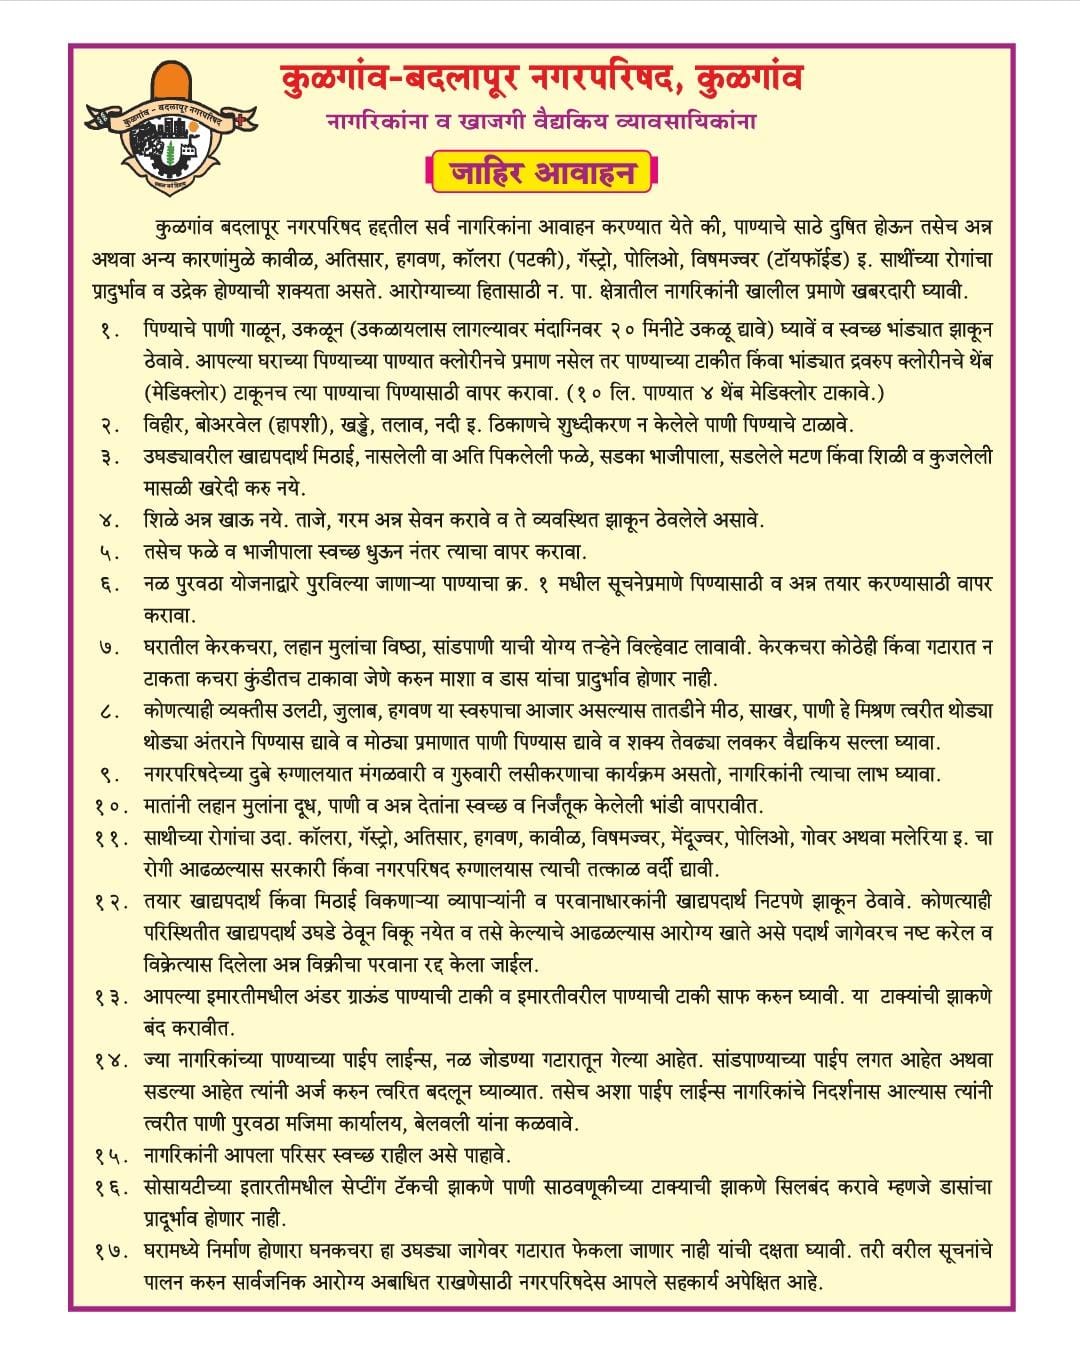 कुळगांव-बदलापूर नगरपरिषद, कुळगांव
कुळगांव - बदलापूर नगरपरिषद
नागरिकांना व खाजगी वैद्यकिय व्यावसायिकांना
जाहिर आवाहन
कुळगांव बदलापूर नगरपरिषद हद्दतील सर्व नागरिकांना आवाहन करण्यात येते की, पाण्याचे साठे दुषित होऊन तसेच अन्न
अथवा अन्य कारणांमुळे कावीळ, अतिसार, हगवण, कॉलरा (पटकी), गॅस्ट्रो, पोलिओ, विषमज्वर (टॉयफॉईड) इ. साथींच्या रोगांचा
प्रादुर्भाव व उद्रेक होण्याची शक्यता असते. आरोग्याच्या हितासाठी न. पा. क्षेत्रातील नागरिकांनी खालील प्रमाणे खबरदारी घ्यावी.
१. पिण्याचे पाणी गाळून, उकळून (उकळायलास लागल्यावर मंदाग्निवर २० मिनीटे उकळू द्यावे) घ्यावें व स्वच्छ भांड्यात झाकून
ठेवावे. आपल्या घराच्या पिण्याच्या पाण्यात क्लोरीनचे प्रमाण नसेल तर पाण्याच्या टाकीत किंवा भांड्यात द्रवरुप क्लोरीनचे थेंब
(मेडिक्लोर) टाकूनच त्या पाण्याचा पिण्यासाठी वापर करावा. (१० लि. पाण्यात ४ थेंब मेडिक्लोर टाकावे.)
२. विहीर, बोअरवेल (हापशी), खड्डे, तलाव, नदी इ. ठिकाणचे शुध्दीकरण न केलेले पाणी पिण्याचे टाळावे.
३. उघड्यावरील खाद्यपदार्थ मिठाई, नासलेली वा अति पिकलेली फळे, सडका भाजीपाला, सडलेले मटण किंवा शिळी व कुजलेली
मासळी खरेदी करु नये.
४. शिळे अन्न खाऊ नये. ताजे, गरम अन्न सेवन करावे व ते व्यवस्थित झाकून ठेवलेले असावे.
५. तसेच फळे व भाजीपाला स्वच्छ धुऊन नंतर त्याचा वापर करावा.
६. नळ पुरवठा योजनाद्वारे पुरविल्या जाणाऱ्या पाण्याचा क्र. १ मधील सूचनेप्रमाणे पिण्यासाठी व अन्न तयार करण्यासाठी वापर
करावा.
७. घरातील केरकचरा, लहान मुलांचा विष्ठा, सांडपाणी याची योग्य तऱ्हेने विल्हेवाट लावावी. केरकचरा कोठेही किंवा गटारात न
टाकता कचरा कुंडीतच टाकावा जेणे करुन माशा व डास यांचा प्रादुर्भाव होणार नाही.
८. कोणत्याही व्यक्तीस उलटी, जुलाब, हगवण या स्वरुपाचा आजार असल्यास तातडीने मीठ, साखर, पाणी हे मिश्रण त्वरीत थोड्या
थोड्या अंतराने पिण्यास द्यावे व मोठ्या प्रमाणात पाणी पिण्यास द्यावे व शक्य तेवढ्या लवकर वैद्यकिय सल्ला घ्यावा.
९. नगरपरिषदेच्या दुबे रुग्णालयात मंगळवारी व गुरुवारी लसीकरणाचा कार्यक्रम असतो, नागरिकांनी त्याचा लाभ घ्यावा.
१०. मातांनी लहान मुलांना दूध, पाणी व अन्न देतांना स्वच्छ व निर्जंतूक केलेली भांडी वापरावीत.
११. साथीच्या रोगांचा उदा. कॉलरा, गॅस्ट्रो, अतिसार, हगवण, कावीळ, विषमज्वर, मेंदूज्वर, पोलिओ, गोवर अथवा मलेरिया इ. चा
रोगी आढळल्यास सरकारी किंवा नगरपरिषद रुग्णालयास त्याची तत्काळ वर्दी द्यावी.
१२. तयार खाद्यपदार्थ किंवा मिठाई विकणाऱ्या व्यापाऱ्यांनी व परवानाधारकांनी खाद्यपदार्थ निटपणे झाकून ठेवावे. कोणत्याही
परिस्थितीत खाद्यपदार्थ उघडे ठेवून विकू नयेत व तसे केल्याचे आढळल्यास आरोग्य खाते असे पदार्थ जागेवरच नष्ट करेल व
विक्रेत्यास दिलेला अन्न विक्रीचा परवाना रद्द केला जाईल.
१३. आपल्या इमारतीमधील अंडर ग्राऊंड पाण्याची टाकी व इमारतीवरील पाण्याची टाकी साफ करुन घ्यावी. या टाक्यांची झाकणे
बंद करावीत.
१४. ज्या नागरिकांच्या पाण्याच्या पाईप लाईन्स, नळ जोडण्या गटारातून गेल्या आहेत. सांडपाण्याच्या पाईप लगत आहेत अथवा
सडल्या आहेत त्यांनी अर्ज करुन त्वरित बदलून घ्याव्यात. तसेच अशा पाईप लाईन्स नागरिकांचे निदर्शनास आल्यास त्यांनी
त्वरीत पाणी पुरवठा मजिमा कार्यालय, बेलवली यांना कळवावे.
१५. नागरिकांनी आपला परिसर स्वच्छ राहील असे पाहावे.
१६. सोसायटीच्या इतारतीमधील सेप्टींग टॅकची झाकणे पाणी साठवणूकीच्या टाक्याची झाकणे सिलबंद करावे म्हणजे डासांचा
प्रादूर्भाव होणार नाही.
१७. घरामध्ये निर्माण होणारा घनकचरा हा उघड्या जागेवर गटारात फेकला जाणार नाही यांची दक्षता घ्यावी. तरी वरील सूचनांचे
पालन करुन सार्वजनिक आरोग्य अबाधित राखणेसाठी नगरपरिषदेस आपले सहकार्य अपेक्षित आहे.